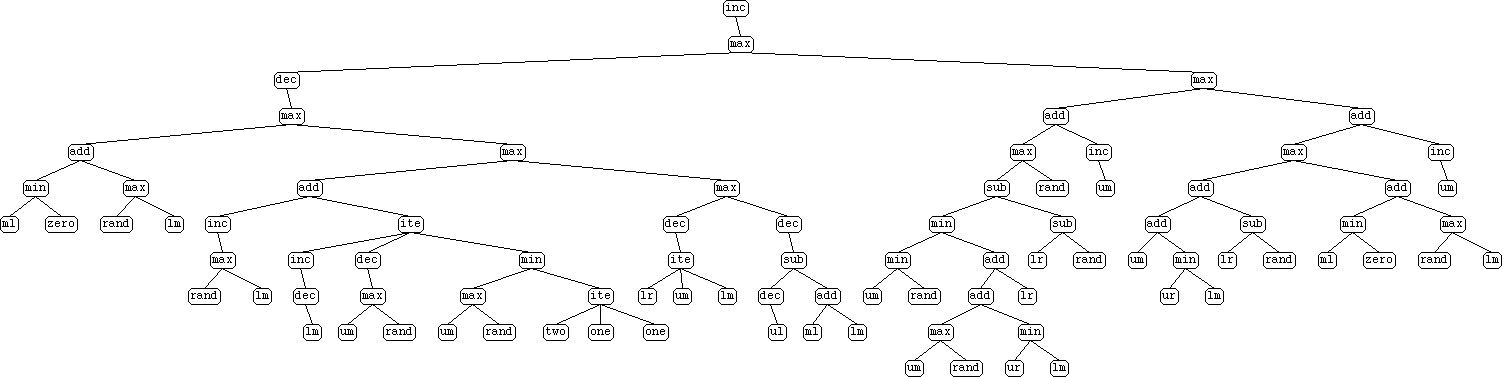 inc
max
dec max
max add add
add max max inc max inc
min max add max sub rand um add add um
ml zero rand lm inc ite dec dec min sub add sub min max
max inc dec min ite sub min add lr rand um min lr rand ml zero rand lm
rand lm dec max max ite lr um lm dec add um rand add lr ur lm
lm um rand um rand two one one ul ml lm max min
um rand ur lm